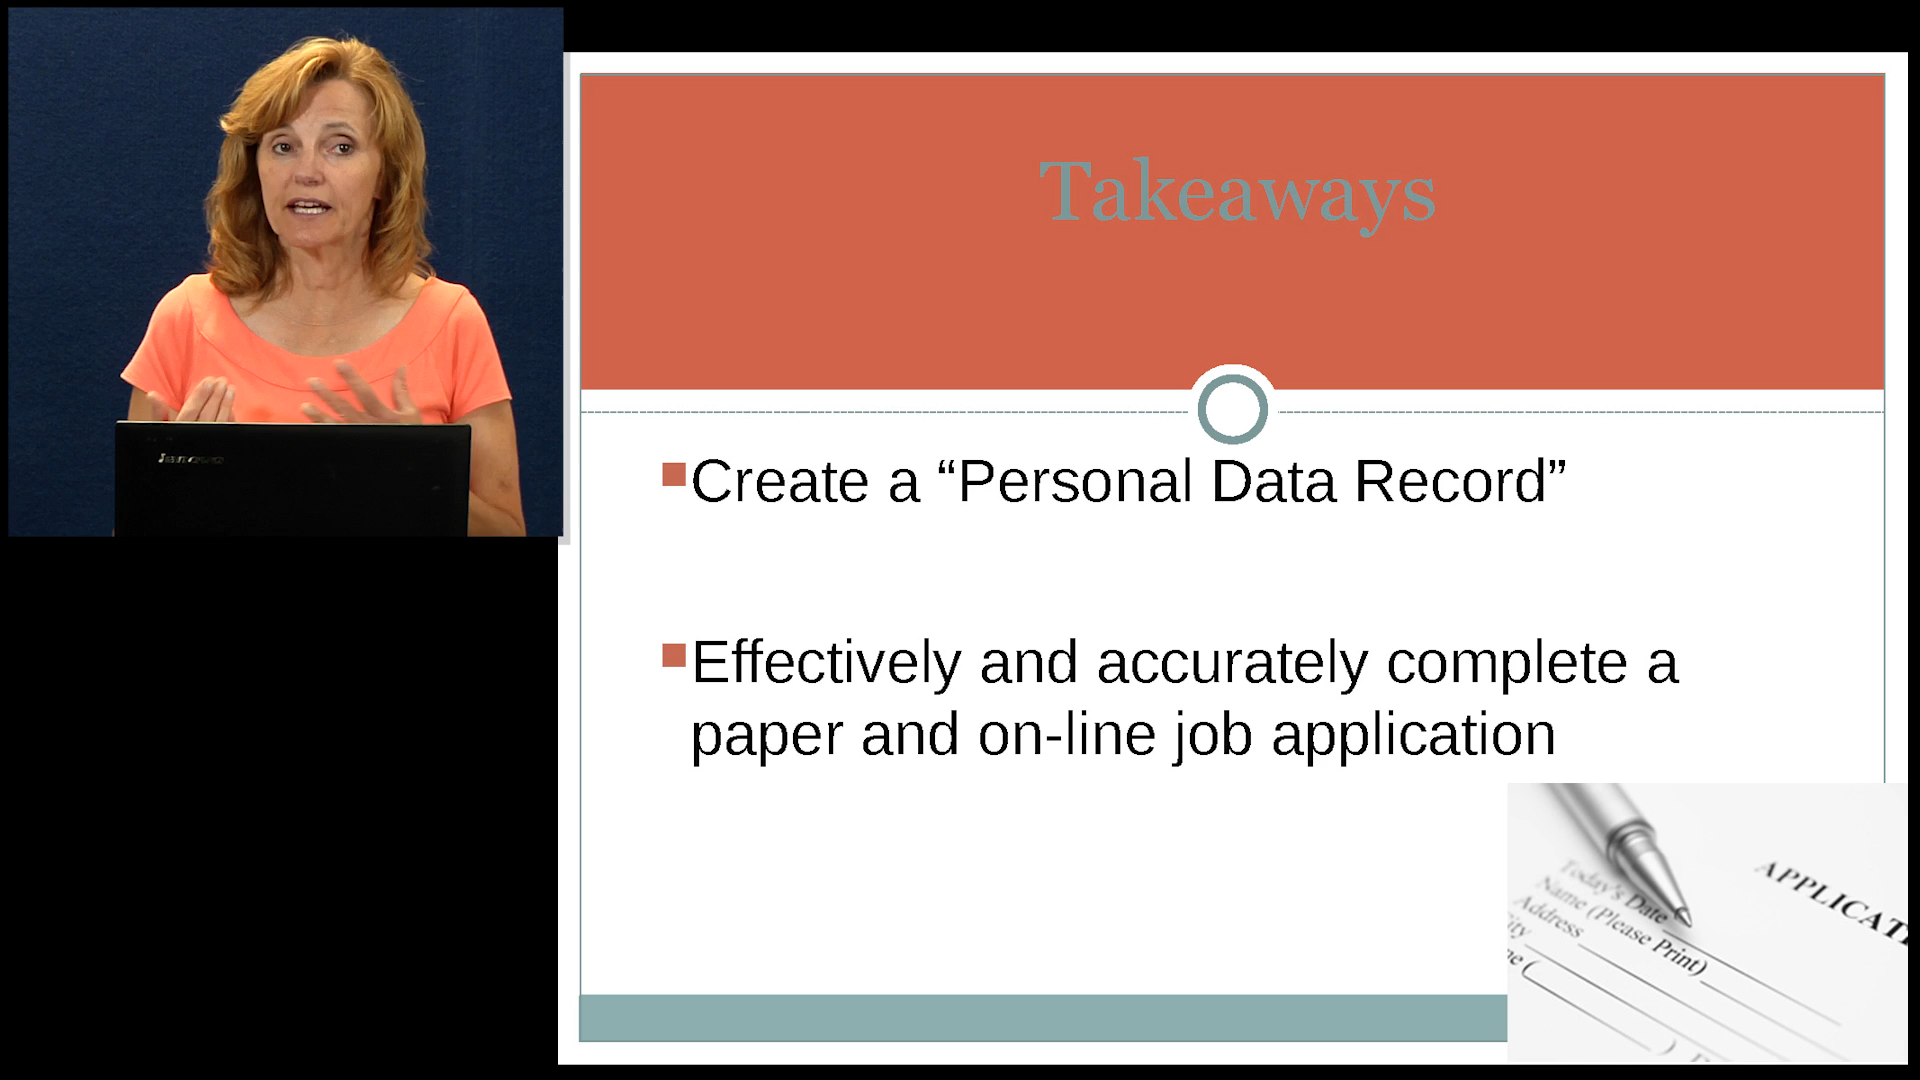 lenovo
Takeaways
Create a “Personal Data Record”
Effectively and accurately complete a
paper and on-line job application
APPLICAT
Today's Date
Name (Please Print)
Address